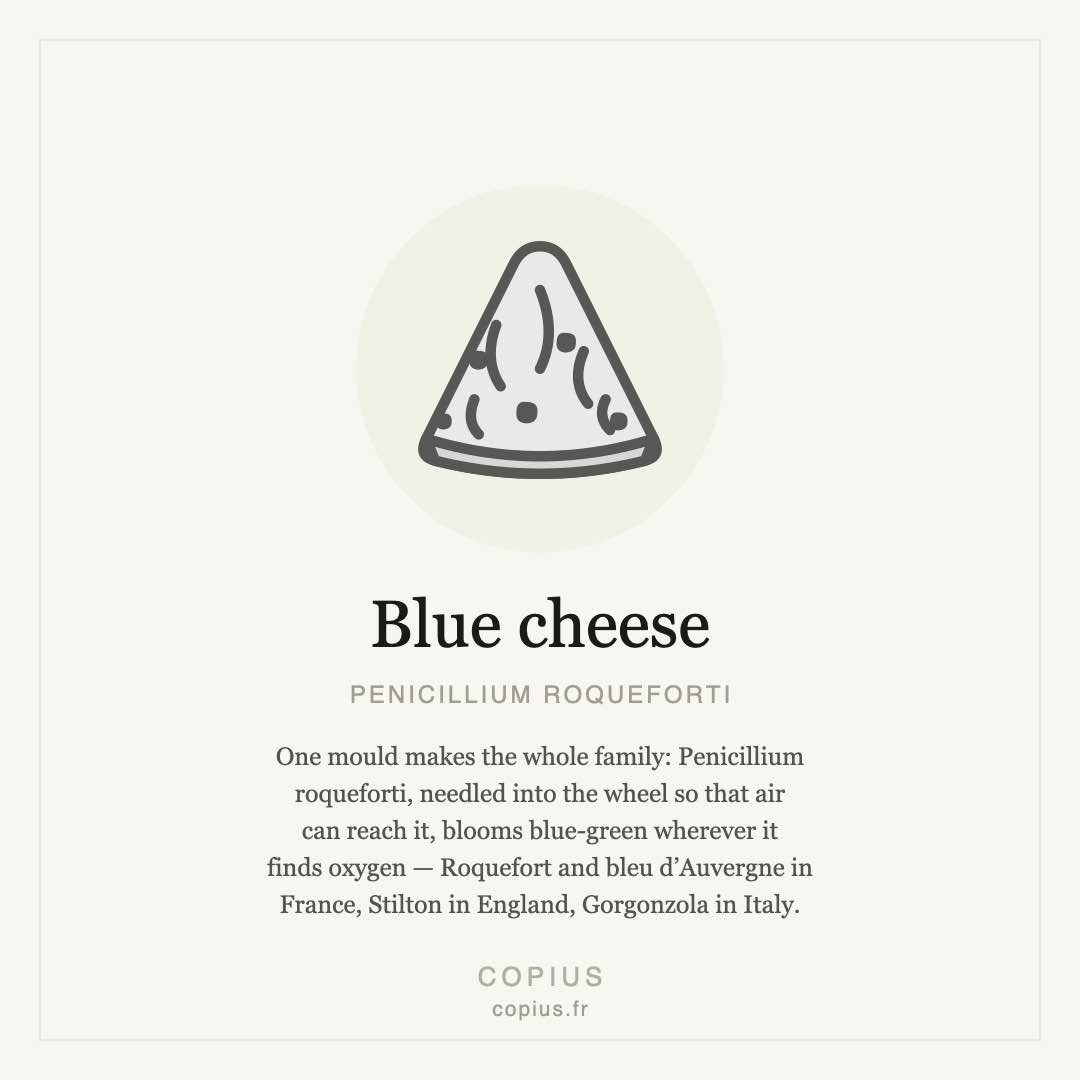 Blue cheese
PENICILLIUM ROQUEFORTI
One mould makes the whole family: Penicillium
roqueforti, needled into the wheel so that air
can reach it, blooms blue-green wherever it
finds oxygen — Roquefort and bleu d’Auvergne in
France, Stilton in England, Gorgonzola in Italy.
COPIUS
copius.fr